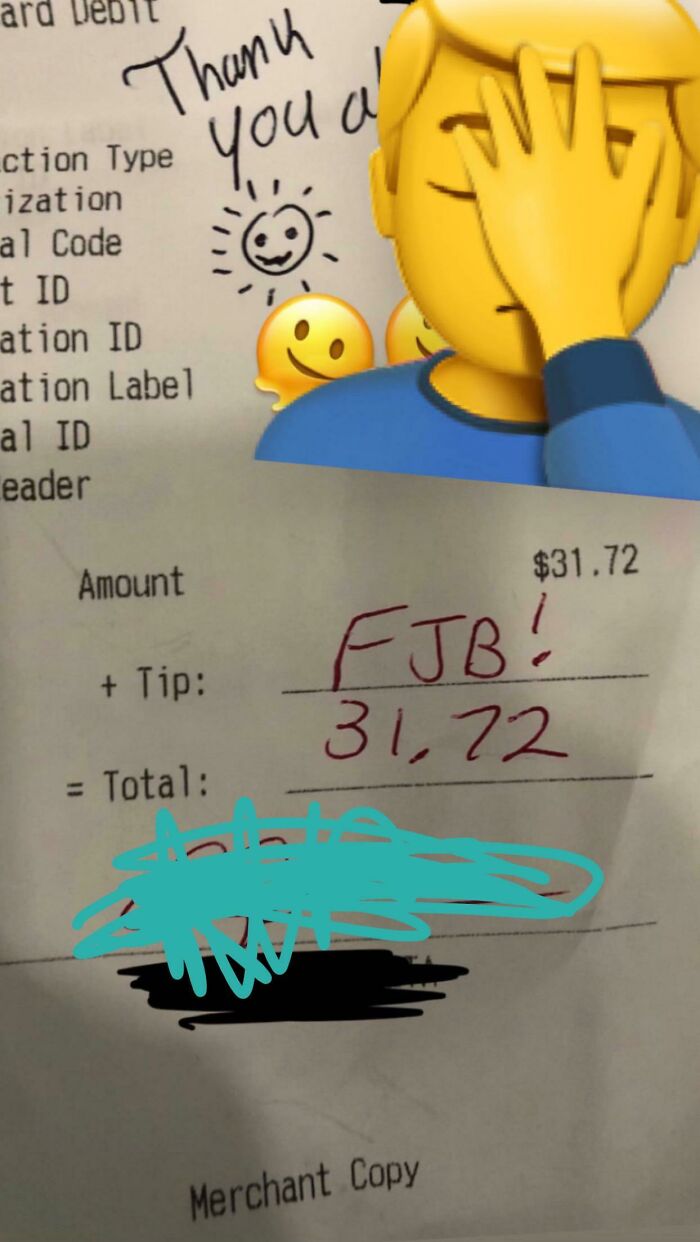 ard Debit
Thank
you a
ction Type
ization
al Code
t ID
ation ID
ation Label
al ID
eader
Amount $31.72
+ Tip: FJB!
= Total: 31.72
Merchant Copy